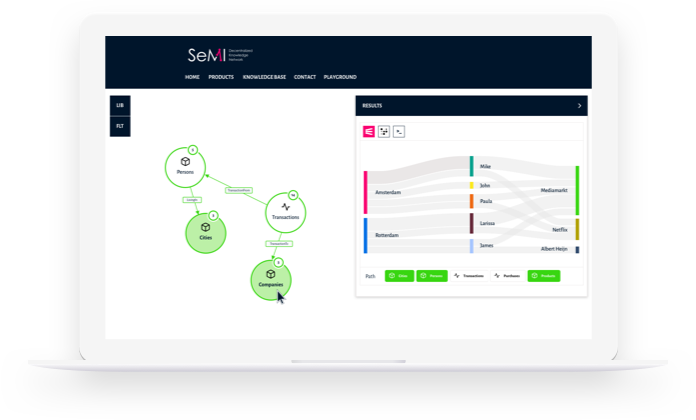 SeMI Decentralized
Knowledge
Network
HOME PRODUCTS KNOWLEDGE BASE CONTACT PLAYGROUND
LIB
FLT
RESULTS
Persons
Transactions
Cities
Companies
Amsterdam
Rotterdam
Mike
John
Paula
Larissa
James
Mediamarkt
Netflix
Albert Heijn
Path Cities Persons Transactions Purchases Products